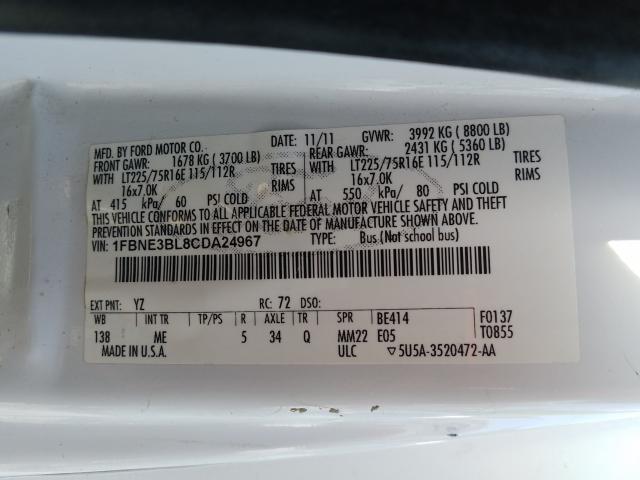 MFD. BY FORD MOTOR CO. DATE: 11/11 GVWR: 3992 KG ( 8800 LB)
FRONT GAWR: 1678 KG ( 3700 LB) REAR GAWR: 2431 KG ( 5360 LB)
WITH LT225/75R16E 115/112R TIRES WITH LT225/75R16E 115/112R TIRES
16x7.0K RIMS 16x7.0K RIMS
AT 415 kPa/ 60 PSI COLD AT 550 kPa/ 80 PSI COLD
THIS VEHICLE CONFORMS TO ALL APPLICABLE FEDERAL MOTOR VEHICLE SAFETY AND THEFT
PREVENTION STANDARDS IN EFFECT ON THE DATE OF MANUFACTURE SHOWN ABOVE.
VIN: 1FBNE3BL8CDA24967 TYPE: Bus (Not school bus)
EXT PNT: YZ RC: 72 DSO:
WB INT TR TP/PS R AXLE TR SPR BE414 F0137
138 ME 5 34 Q MM22 E05 T0855
MADE IN U.S.A. ULC ▽5U5A-3520472-AA